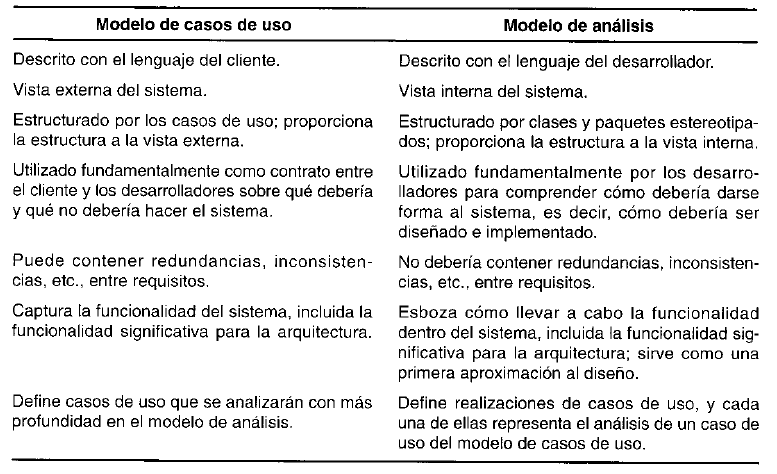 Modelo de casos de uso
Modelo de análisis
Descrito con el lenguaje del cliente.
Descrito con el lenguaje del desarrollador.
Vista externa del sistema.
Vista interna del sistema.
Estructurado por los casos de uso; proporciona
la estructura a la vista externa.
Estructurado por clases y paquetes estereotipa-
dos; proporciona la estructura a la vista interna.
Utilizado fundamentalmente como contrato entre
el cliente y los desarrolladores sobre qué debería
y qué no debería hacer el sistema.
Utilizado fundamentalmente por los desarro-
lladores para comprender cómo debería darse
forma al sistema, es decir, cómo debería ser
diseñado e implementado.
Puede contener redundancias, inconsisten-
cias, etc., entre requisitos.
No debería contener redundancias, inconsisten-
cias, etc., entre requisitos.
Captura la funcionalidad del sistema, incluida la
funcionalidad significativa para la arquitectura.
Esboza cómo llevar a cabo la funcionalidad
dentro del sistema, incluida la funcionalidad sig-
nificativa para la arquitectura; sirve como una
primera aproximación al diseño.
Define casos de uso que se analizarán con más
profundidad en el modelo de análisis.
Define realizaciones de casos de uso, y cada
una de ellas representa el análisis de un caso de
uso del modelo de casos de uso.